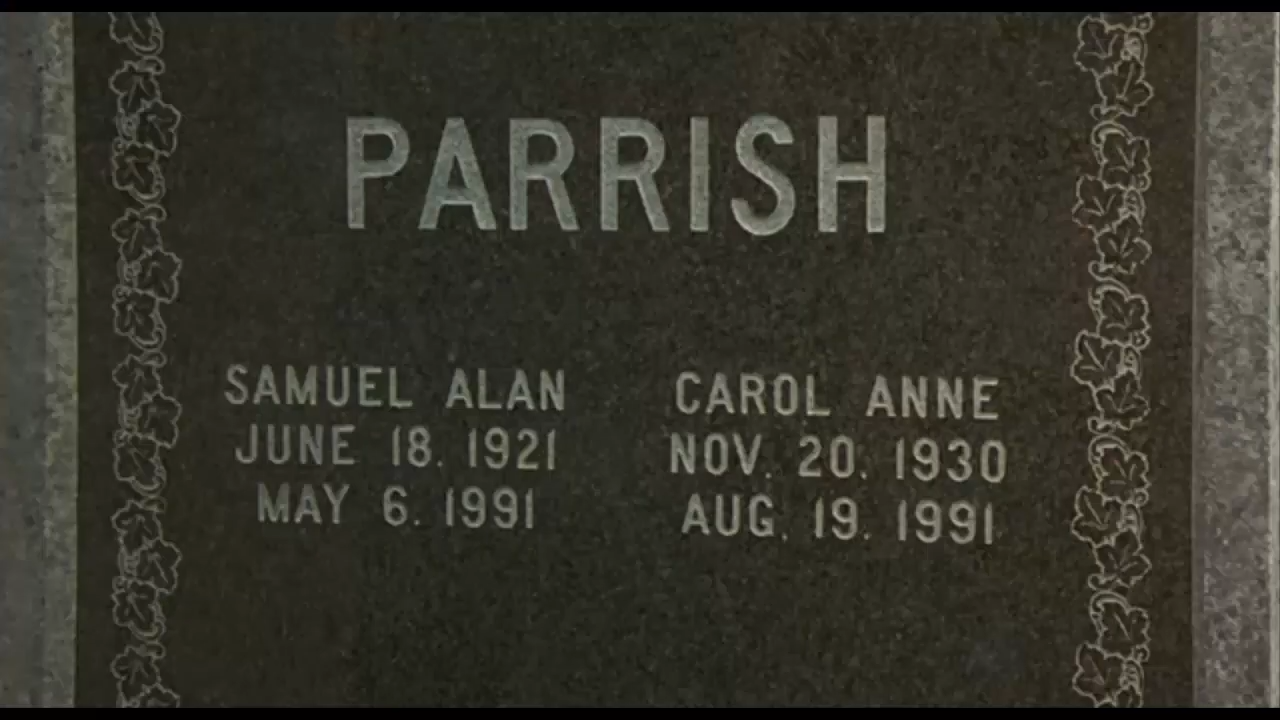 PARRISH
SAMUEL ALAN
JUNE 18. 1921
MAY 6. 1991
CAROL ANNE
NOV. 20. 1930
AUG. 19. 1991